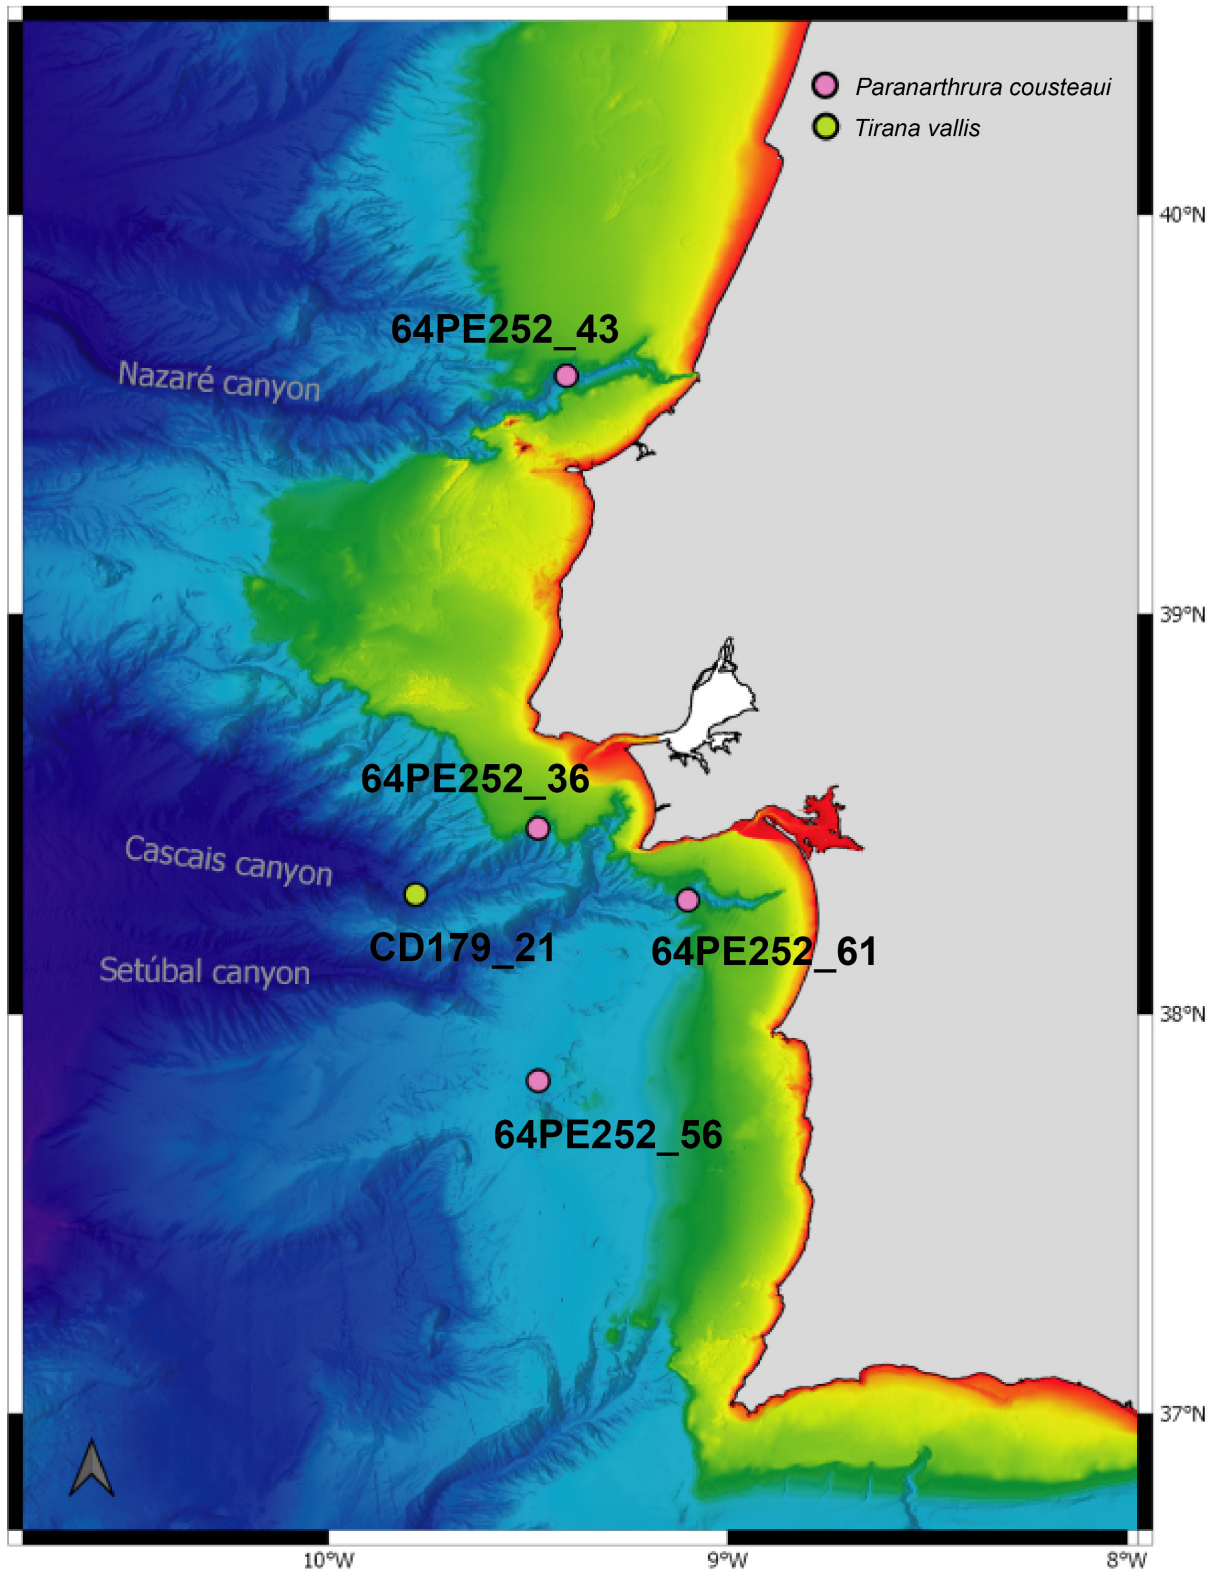 Paranarthrura cousteaui
Tirana vallis
40°N
64PE252_43
Nazaré canyon
39°N
64PE252_36
Cascais canyon
CD179_21
64PE252_61
Setúbal canyon
38°N
64PE252_56
37°N
10°W
9°W
8°W